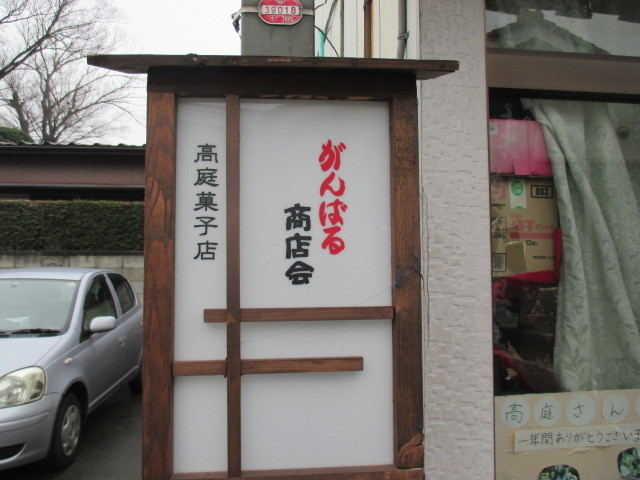 39018
がんばる
商店会
高庭菓子店
高庭さん
一年間ありがとうございま